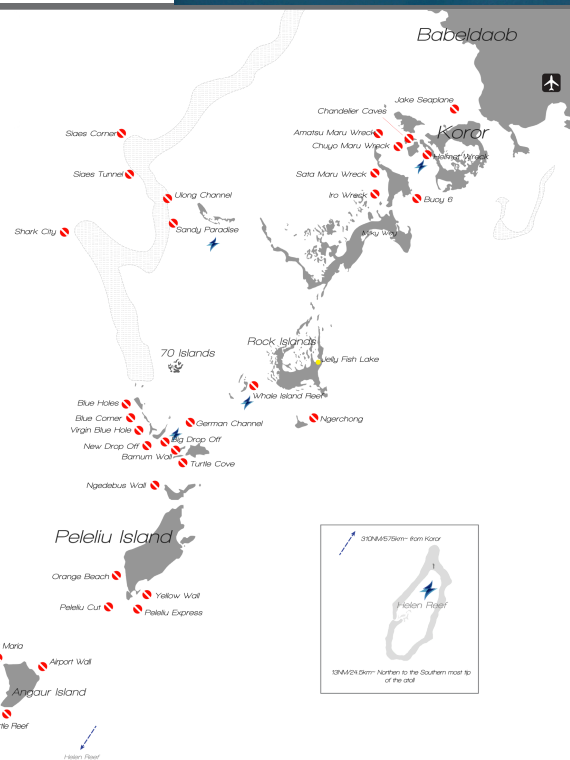 Babeldaob
Jake Seaplane
Chandelier Caves
Koror
Amatsu Maru Wreck
Siaes Corner
Chuyo Maru Wreck
Helmet Wreck
Siaes Tunnel
Sata Maru Wreck
Ulong Channel
Iro Wreck
Buoy 6
Shark City
Sandy Paradise
Milky Way
Rock Islands
70 Islands
Jelly Fish Lake
Whale Island Reef
Blue Holes
Blue Corner
German Channel
Ngerchong
Virgin Blue Hole
New Drop Off
Big Drop Off
Barnum Wall
Turtle Cove
Ngedebus Wall
Peleliu Island
310NM/575km~ from Koror
Orange Beach
Yellow Wall
Helen Reef
Peleliu Cut
Peleliu Express
Maria
Airport Wall
13NM/24.5km~ Northen to the Southern most tip
of the atoll
Angaur Island
tle Reef
Helen Reef